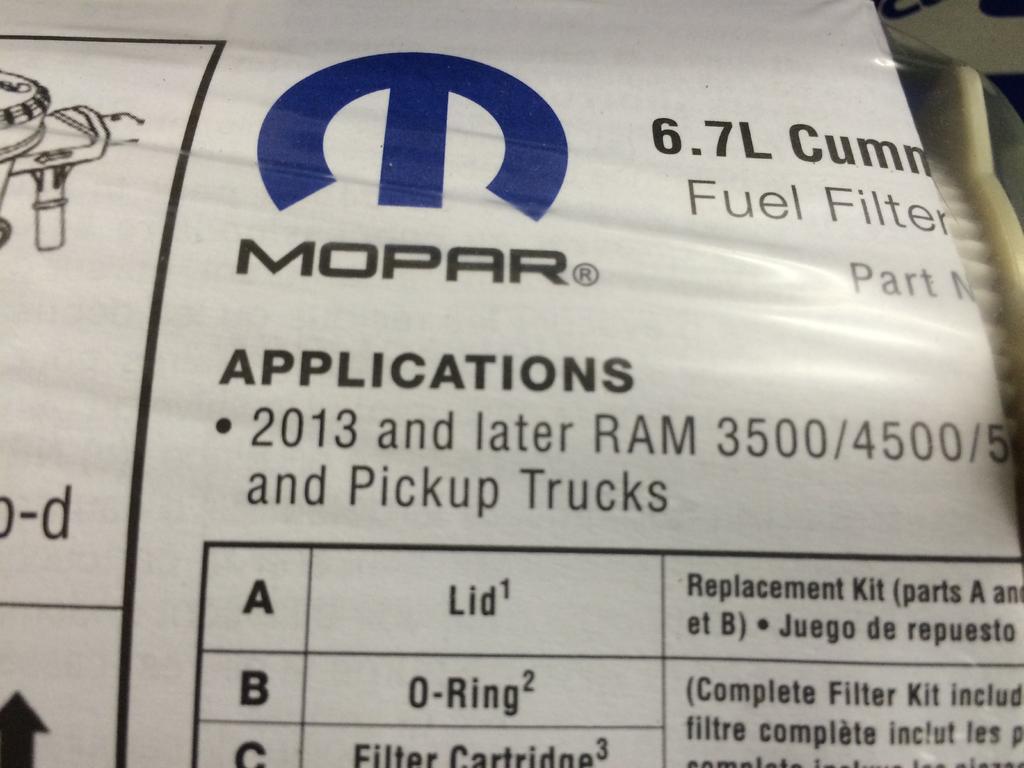 MOPAR®
6.7L Cumm
Fuel Filter
Part N
APPLICATIONS
• 2013 and later RAM 3500/4500/5
and Pickup Trucks
-d
A
Lid¹
Replacement Kit (parts A and
et B) • Juego de repuesto
B
O-Ring²
(Complete Filter Kit includ
filtre complète inclut les p
C
Filter Cartridge³